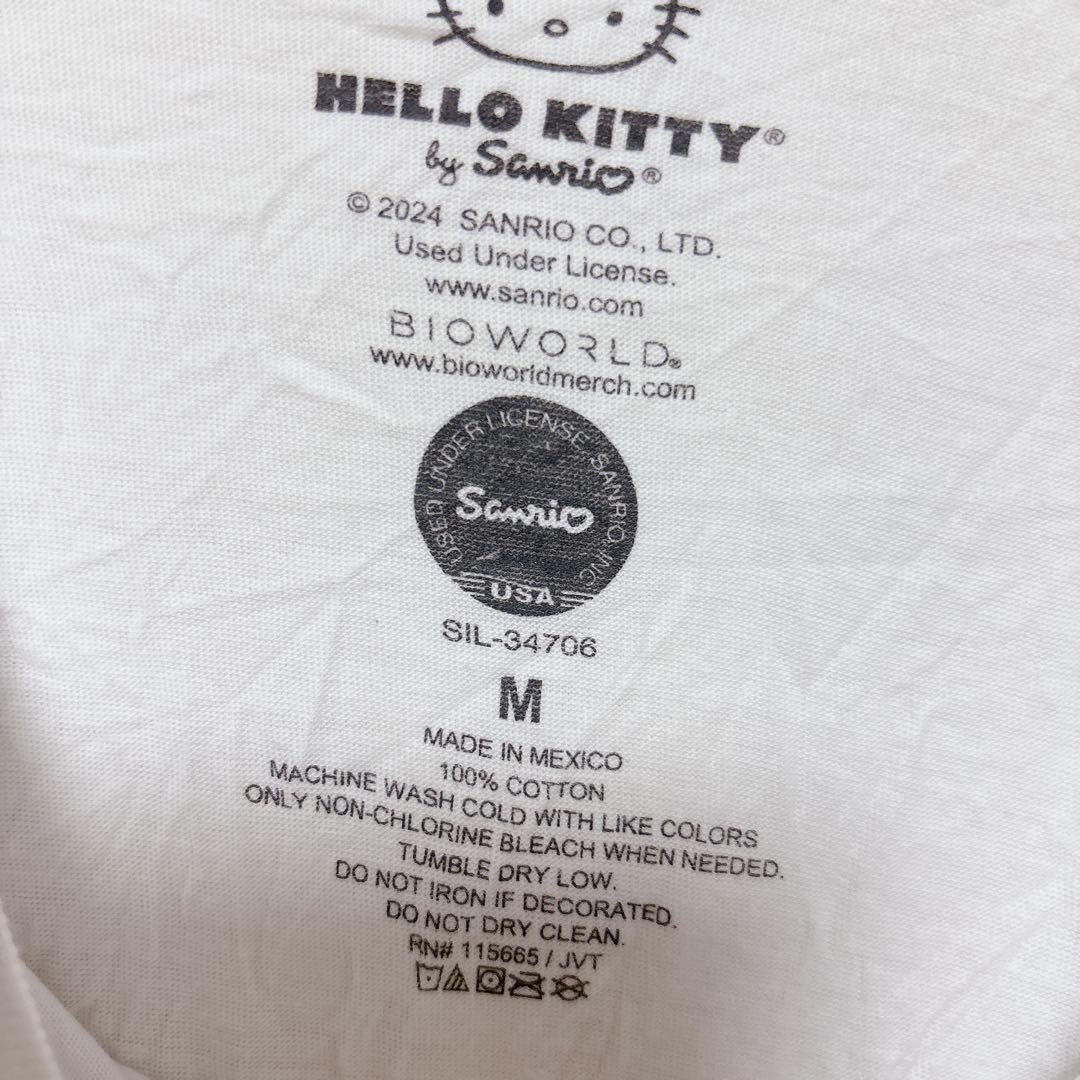 HELLO KITTY®
by Sanrio®
© 2024 SANRIO CO., LTD.
Used Under License.
www.sanrio.com
BIOWORLD®
www.bioworldmerch.com
USED UNDER LICENSE, SANRIO, INC.
Sanrio
USA
SIL-34706
M
MADE IN MEXICO
100% COTTON
MACHINE WASH COLD WITH LIKE COLORS
ONLY NON-CHLORINE BLEACH WHEN NEEDED.
TUMBLE DRY LOW.
DO NOT IRON IF DECORATED.
DO NOT DRY CLEAN.
RN# 115665 / JVT